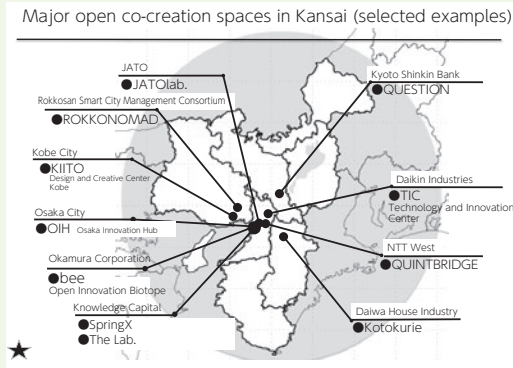 Major open co-creation spaces in Kansai (selected examples)
JATO
●JATOlab.
Rokkosan Smart City Management Consortium
●ROKKONOMAD
Kobe City
●KIITO
Design and Creative Center
Kobe
Osaka City
●OIH Osaka Innovation Hub
Okamura Corporation
●bee
Open Innovation Biotope
Knowledge Capital
●SpringX
●The Lab.
Kyoto Shinkin Bank
●QUESTION
Daikin Industries
●TIC
Technology and Innovation
Center
NTT West
●QUINTBRIDGE
Daiwa House Industry
●Kotokurie